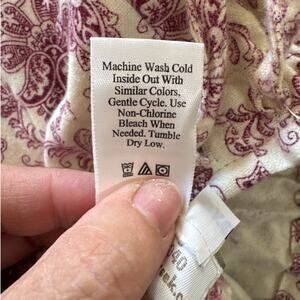 Machine Wash Cold
Inside Out With
Similar Colors,
Gentle Cycle. Use
Non-Chlorine
Bleach When
Needed. Tumble
Dry Low.